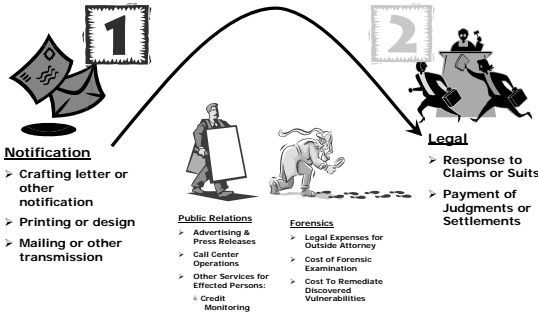 1
2
Notification
➢ Crafting letter or
other
notification
➢ Printing or design
➢ Mailing or other
transmission
Public Relations
➢ Advertising &
Press Releases
➢ Call Center
Operations
➢ Other Services for
Effected Persons:
Credit
Monitoring
Forensics
➢ Legal Expenses for
Outside Attorney
➢ Cost of Forensic
Examination
➢ Cost To Remediate
Discovered
Vulnerabilities
Legal
➢ Response to
Claims or Suits
➢ Payment of
Judgments or
Settlements